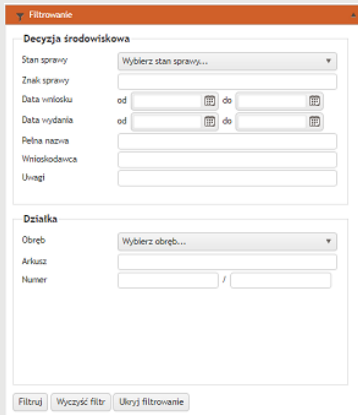 Filtrowanie
Decyzja środowiskowa
Stan sprawy Wybierz stan sprawy...
Znak sprawy
Data wniosku od do
Data wydania od do
Pełna nazwa
Wnioskodawca
Uwagi
Działka
Obręb Wybierz obręb...
Arkusz
Numer /
Filtruj Wyczyść filtr Ukryj filtrowanie